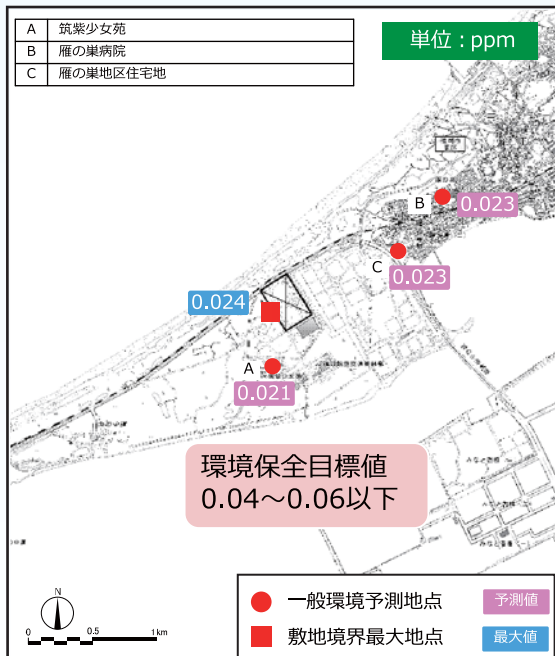 A 筑紫少女苑
B 雁の巣病院
C 雁の巣地区住宅地
単位：ppm
B
0.023
C
0.023
0.024
A
0.021
環境保全目標値
0.04～0.06以下
N
0 0.5 1km
一般環境予測地点 予測値
敷地境界最大地点 最大値